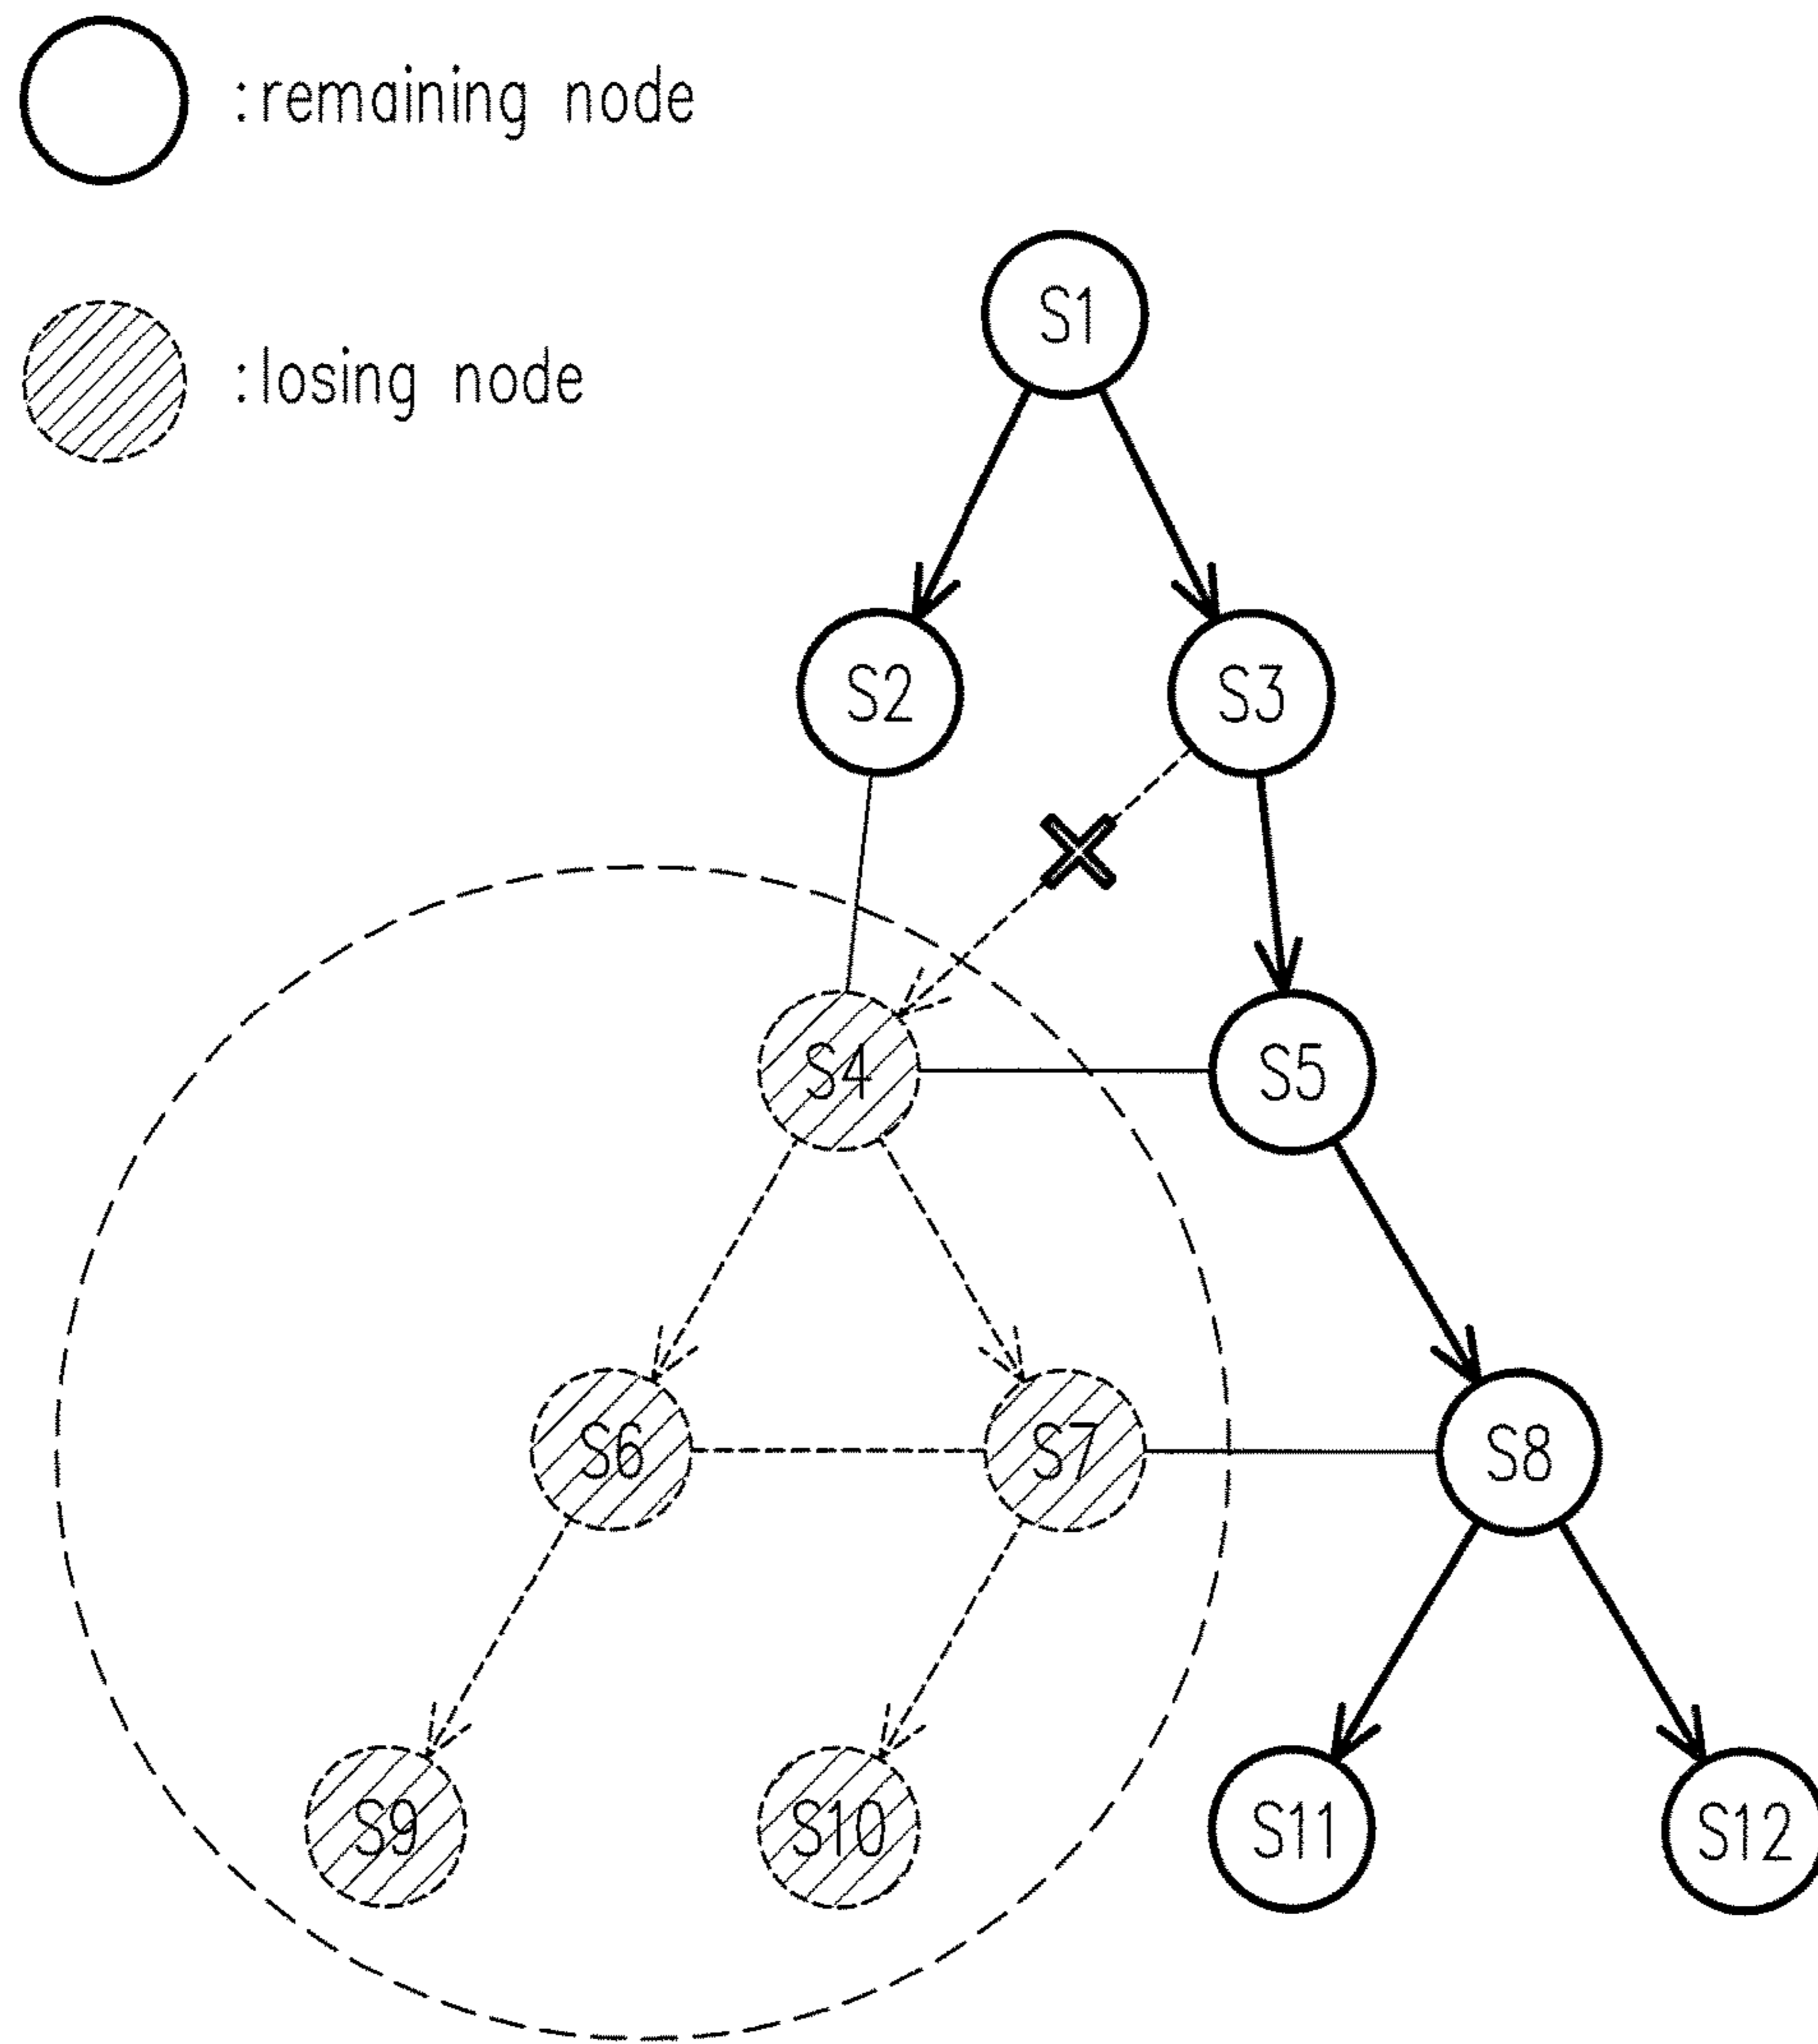 :remaining node
:losing node
S1
S2
S3
S4
S5
S6
S7
S8
S9
S10
S11
S12